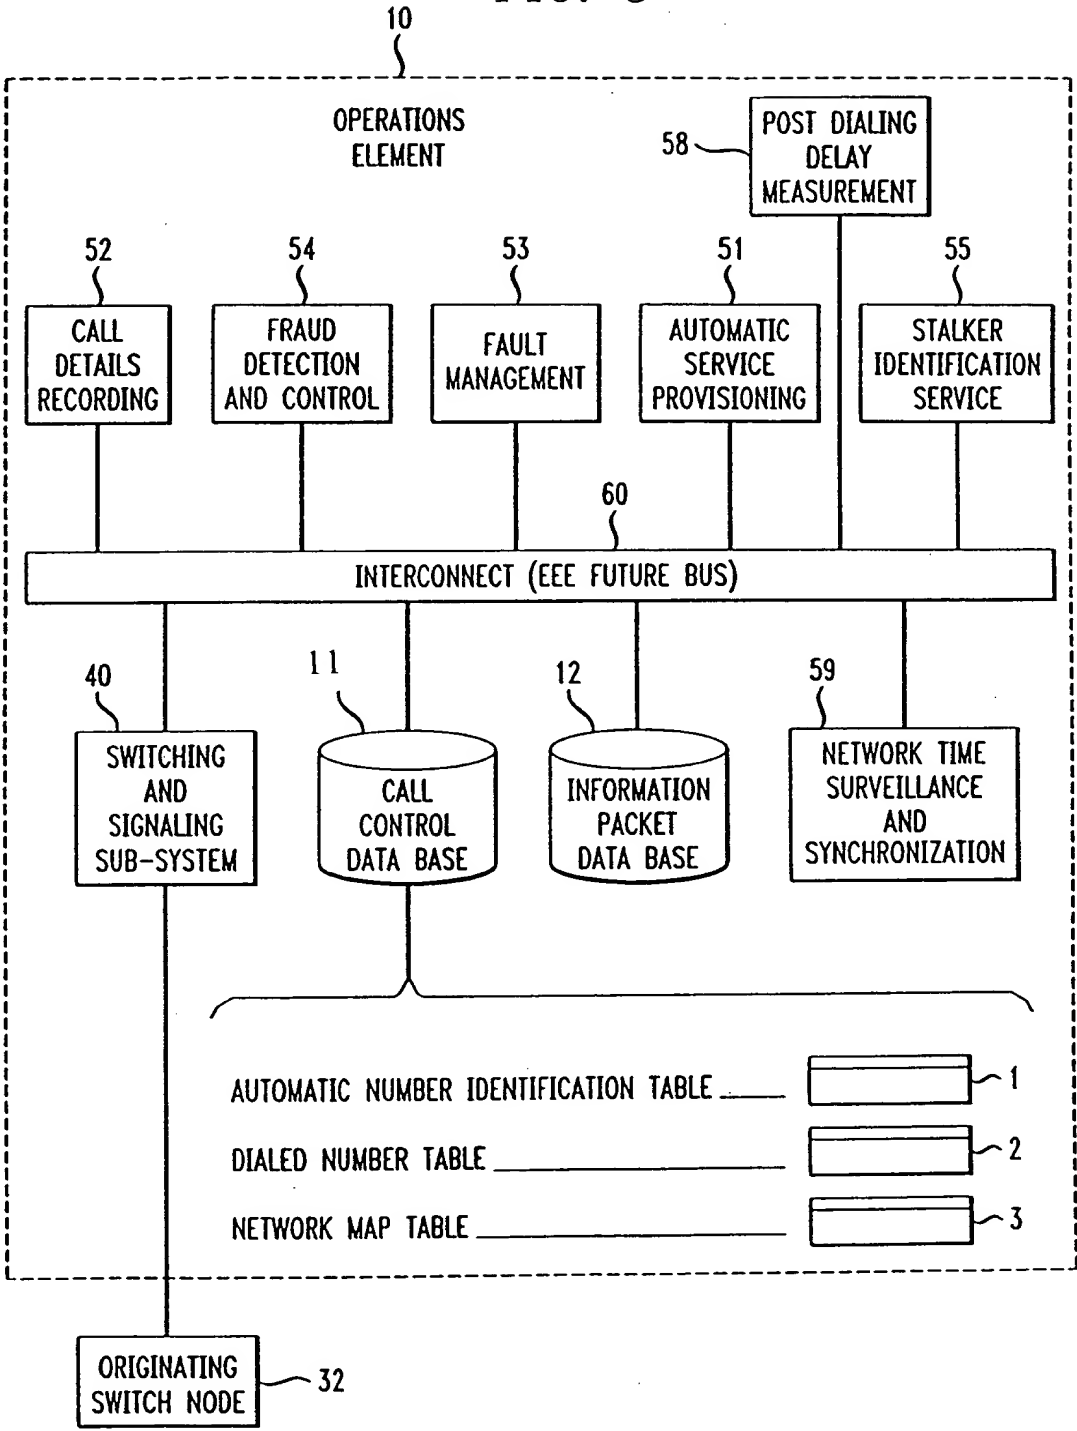 10
OPERATIONS
ELEMENT
58
POST DIALING
DELAY
MEASUREMENT
52
CALL
DETAILS
RECORDING
54
FRAUD
DETECTION
AND CONTROL
53
FAULT
MANAGEMENT
51
AUTOMATIC
SERVICE
PROVISIONING
55
STALKER
IDENTIFICATION
SERVICE
60
INTERCONNECT (EEE FUTURE BUS)
40
SWITCHING
AND
SIGNALING
SUB-SYSTEM
11
CALL
CONTROL
DATA BASE
12
INFORMATION
PACKET
DATA BASE
59
NETWORK TIME
SURVEILLANCE
AND
SYNCHRONIZATION
AUTOMATIC NUMBER IDENTIFICATION TABLE 1
DIALED NUMBER TABLE 2
NETWORK MAP TABLE 3
ORIGINATING
SWITCH NODE
32